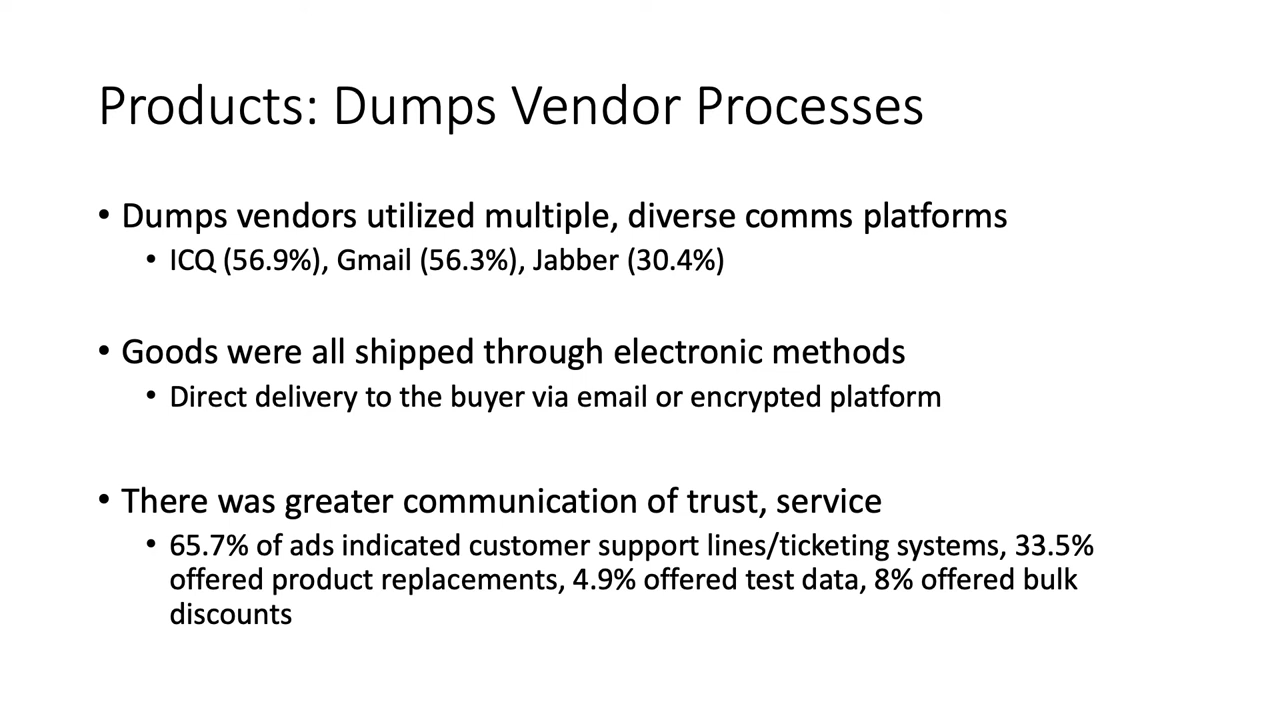 Products: Dumps Vendor Processes
• Dumps vendors utilized multiple, diverse comms platforms
• ICQ (56.9%), Gmail (56.3%), Jabber (30.4%)
• Goods were all shipped through electronic methods
• Direct delivery to the buyer via email or encrypted platform
• There was greater communication of trust, service
• 65.7% of ads indicated customer support lines/ticketing systems, 33.5%
offered product replacements, 4.9% offered test data, 8% offered bulk
discounts